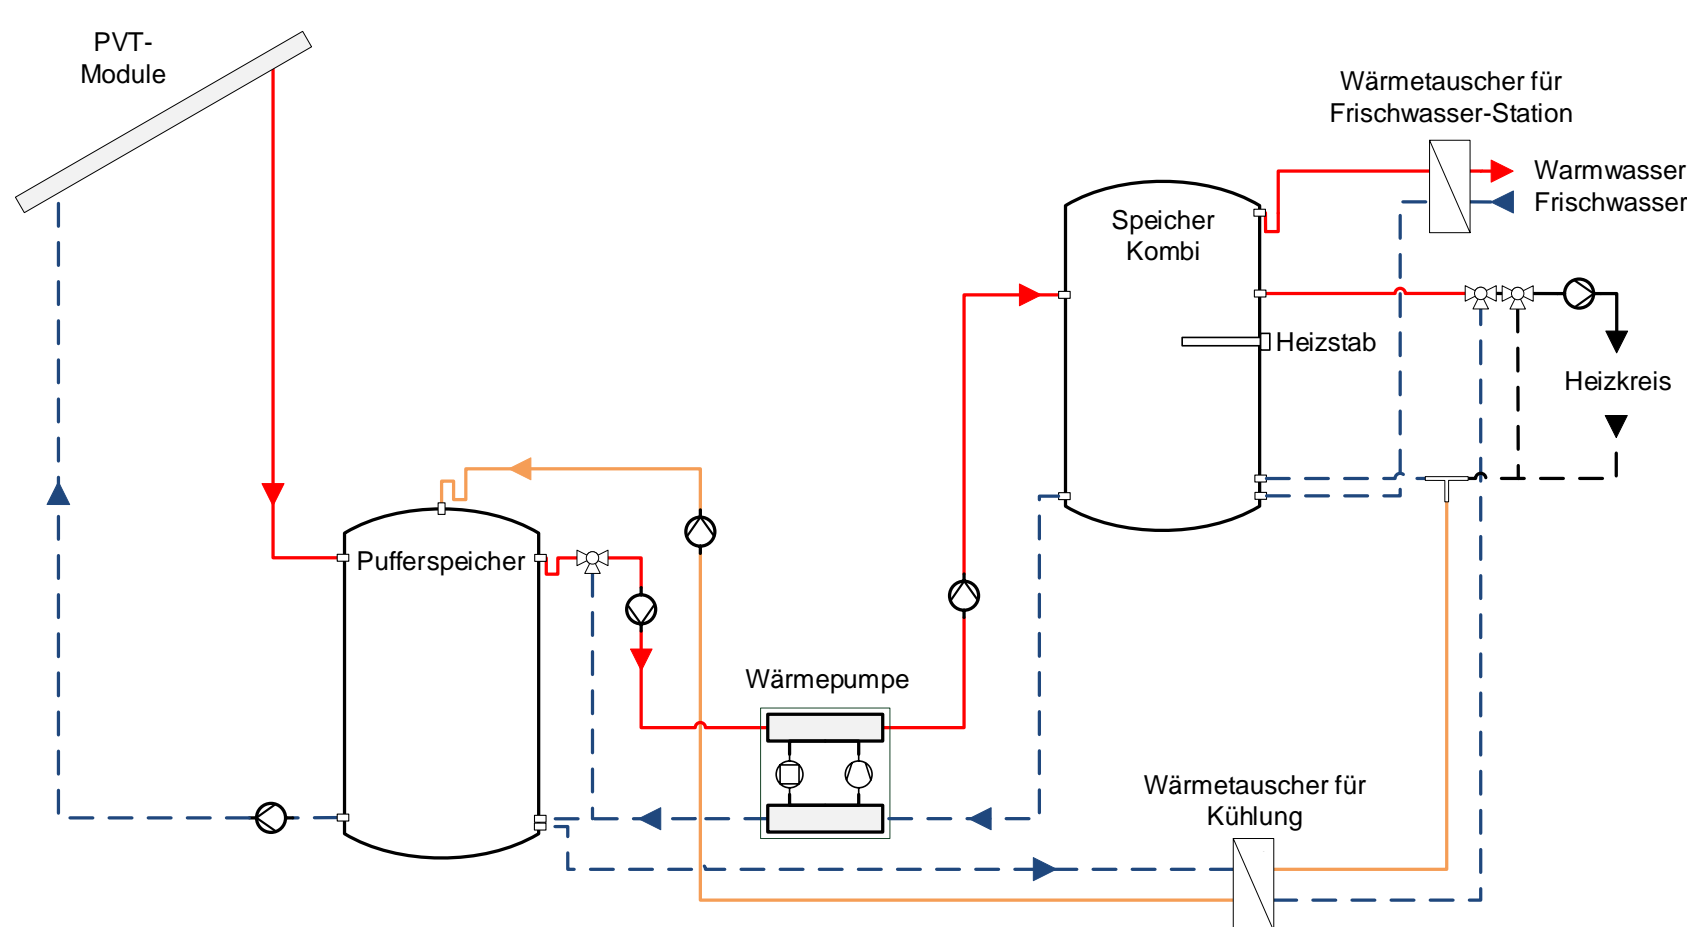 PVT-
Module
Wärmetauscher für
Frischwasser-Station
Warmwasser
Frischwasser
Speicher
Kombi
Heizstab
Heizkreis
Pufferspeicher
Wärmepumpe
Wärmetauscher für
Kühlung